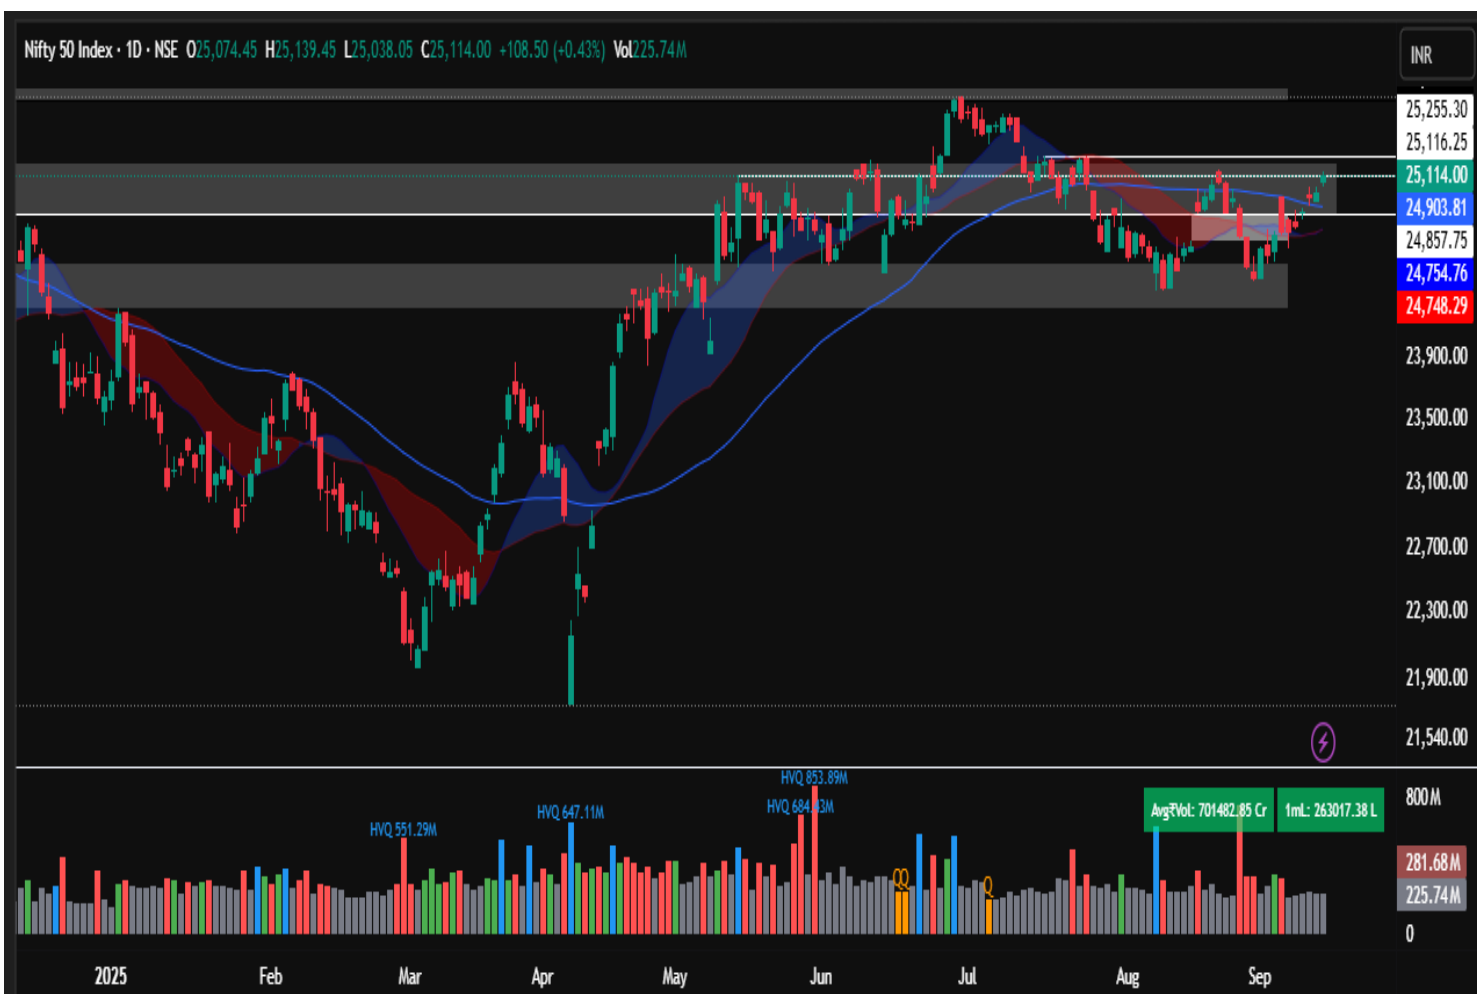 Nifty 50 Index · 1D · NSE O25,074.45 H25,139.45 L25,038.05 C25,114.00 +108.50 (+0.43%) Vol225.74M
INR
25,255.30
25,116.25
25,114.00
24,903.81
24,857.75
24,754.76
24,748.29
23,900.00
23,500.00
23,100.00
22,700.00
22,300.00
21,900.00
21,540.00
HVQ 853.89M
HVQ 684.43M
HVQ 647.11M
HVQ 551.29M
Avg₹Vol: 701482.85 Cr
1mL: 263017.38 L
800M
281.68M
225.74M
0
QQ
Q
2025 Feb Mar Apr May Jun Jul Aug Sep